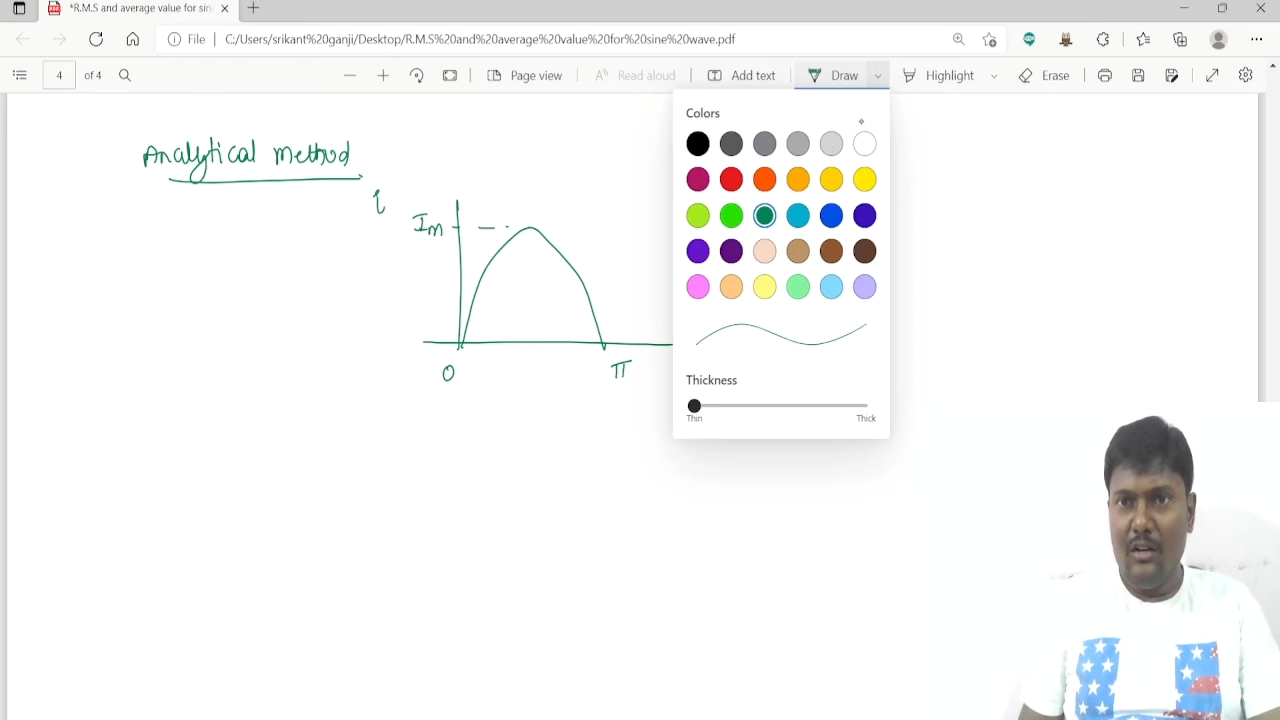 *R.M.S and average value for sin
File
C:/Users/srikant%20ganji/Desktop/R.M.S%20and%20average%20value%20for%20sine%20wave.pdf
4 of 4
Page view
Read aloud
Add text
Draw
Highlight
Erase
Colors
Analytical method
i
Im
0
π
Thickness
Thin
Thick